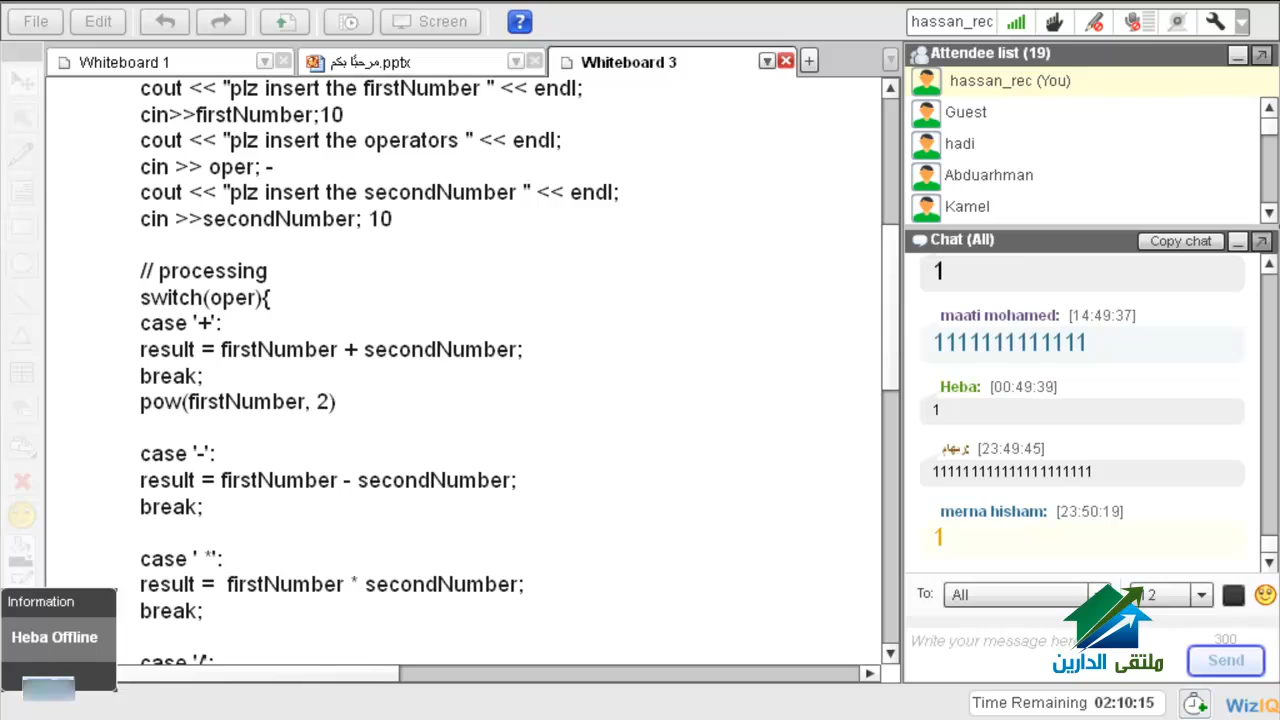 File
Edit
Screen
?
hassan_rec
Whiteboard 1
مرحبًا بكم.pptx
Whiteboard 3
cout << "plz insert the firstNumber " << endl;
cin>>firstNumber;10
cout << "plz insert the operators " << endl;
cin >> oper; -
cout << "plz insert the secondNumber " << endl;
cin >>secondNumber; 10
// processing
switch(oper){
case '+':
result = firstNumber + secondNumber;
break;
pow(firstNumber, 2)
case '-':
result = firstNumber - secondNumber;
break;
case ' *':
result =  firstNumber * secondNumber;
break;
case '/':
Information
Heba Offline
Attendee list (19)
hassan_rec (You)
Guest
hadi
Abduarhman
Kamel
Chat (All)
Copy chat
1
maati mohamed: [14:49:37]
1111111111111
Heba: [00:49:39]
1
[23:49:45]
merna hisham: [23:50:19]
1
To:
All
2
Write your message here
300
Send
ملتقى الدارين
Time Remaining 02:10:15
WizIQ